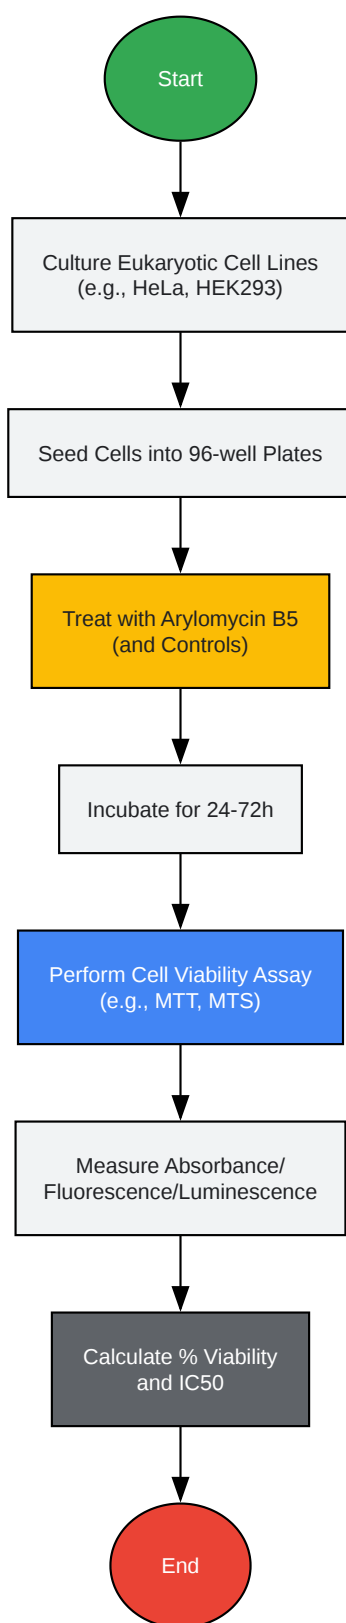 Start
Culture Eukaryotic Cell Lines
(e.g., HeLa, HEK293)
Seed Cells into 96-well Plates
Treat with Arylomycin B5
(and Controls)
Incubate for 24-72h
Perform Cell Viability Assay
(e.g., MTT, MTS)
Measure Absorbance/
Fluorescence/Luminescence
Calculate % Viability
and IC50
End